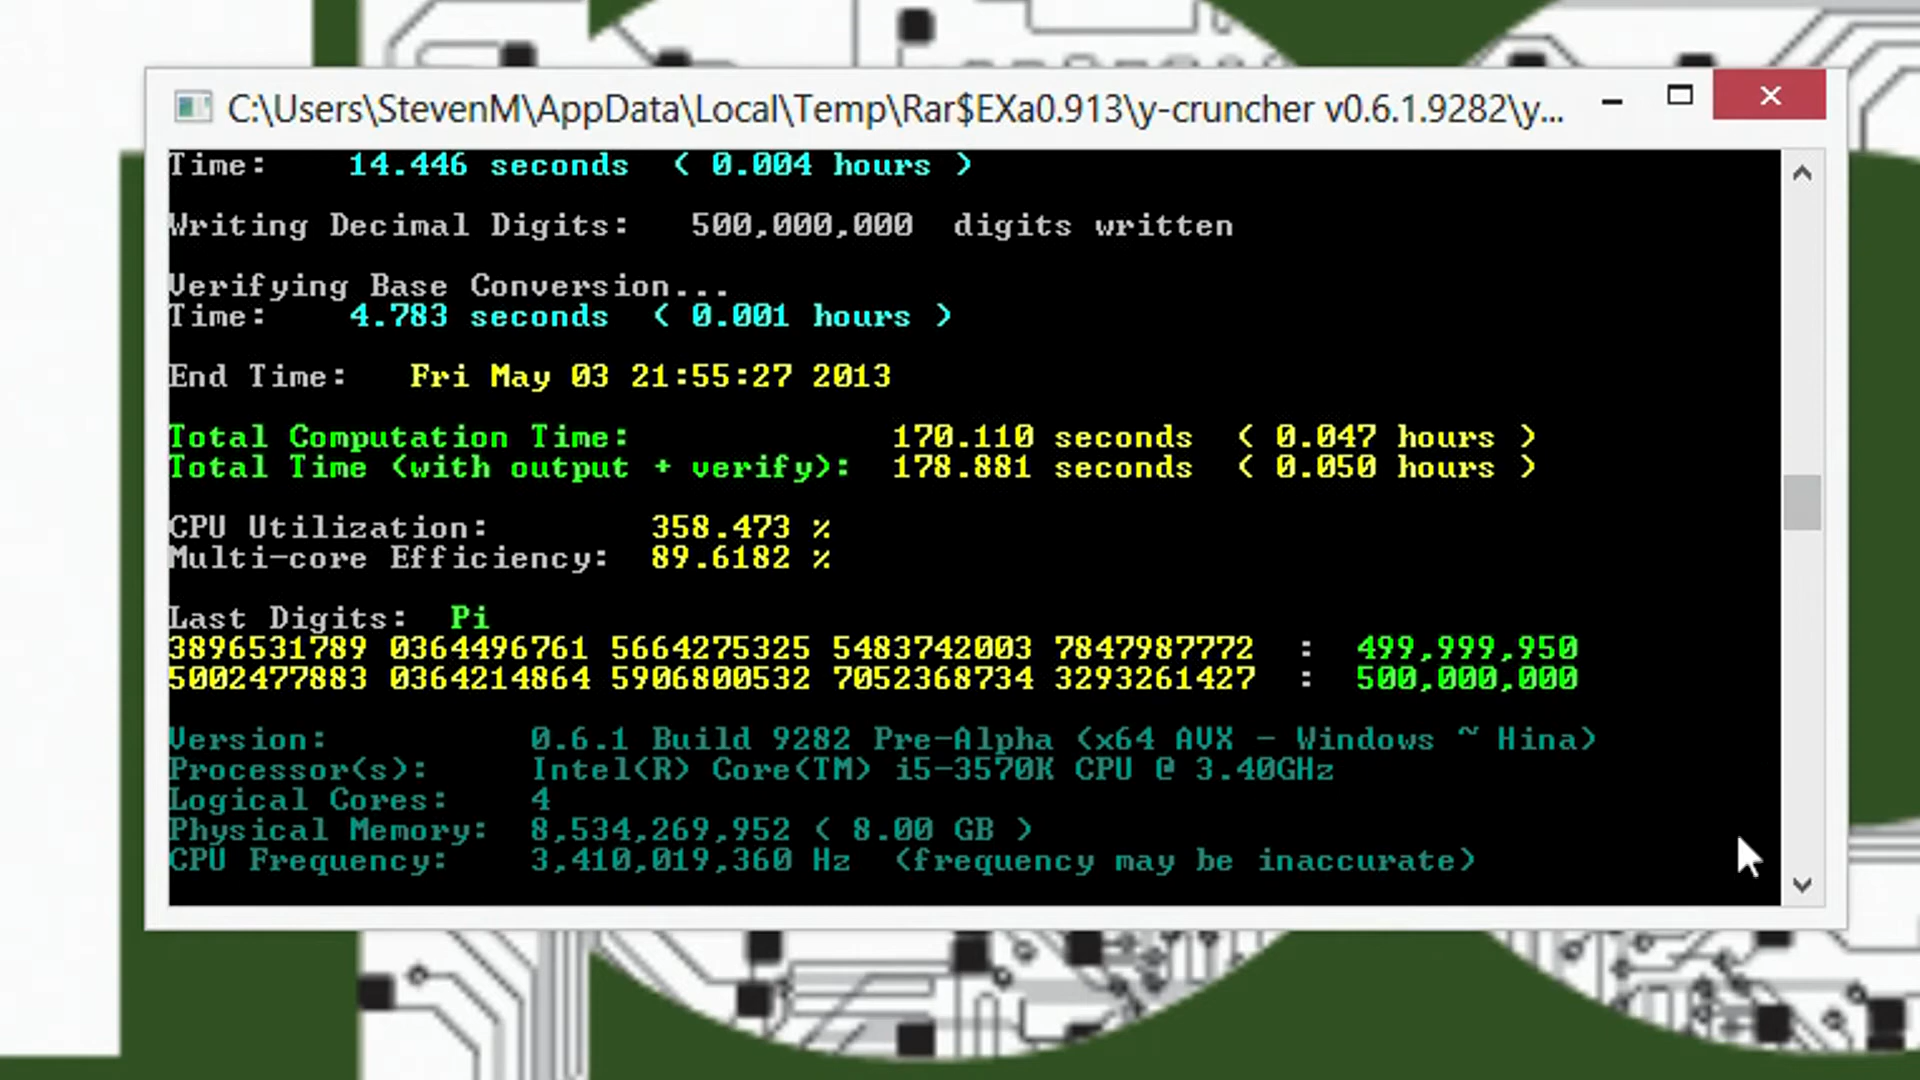 C:\Users\StevenM\AppData\Local\Temp\Rar$EXa0.913\y-cruncher v0.6.1.9282\y...
Time:    14.446 seconds  ( 0.004 hours )
Writing Decimal Digits:   500,000,000  digits written
Verifying Base Conversion...
Time:    4.783 seconds  ( 0.001 hours )
End Time:   Fri May 03 21:55:27 2013
Total Computation Time:             170.110 seconds  ( 0.047 hours )
Total Time (with output + verify):  178.881 seconds  ( 0.050 hours )
CPU Utilization:        358.473 %
Multi-core Efficiency:  89.6182 %
Last Digits:  Pi
3896531789 0364496761 5664275325 5483742003 7847987772  :  499,999,950
5002477883 0364214864 5906800532 7052368734 3293261427  :  500,000,000
Version:          0.6.1 Build 9282 Pre-Alpha (x64 AVX - Windows ~ Hina)
Processor(s):     Intel(R) Core(TM) i5-3570K CPU @ 3.40GHz
Logical Cores:    4
Physical Memory:  8,534,269,952 ( 8.00 GB )
CPU Frequency:    3,410,019,360 Hz  (frequency may be inaccurate)